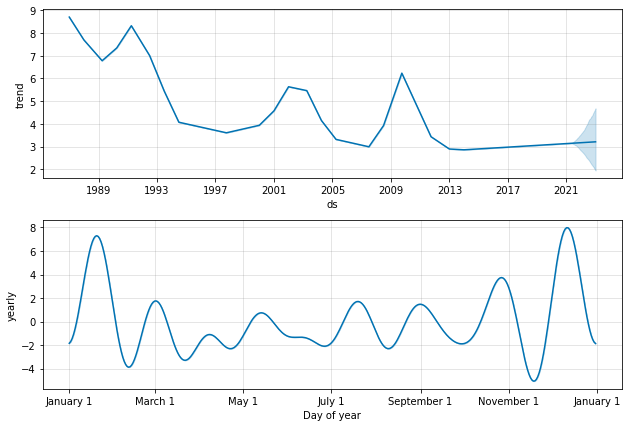 9
8
7
6
5
4
3
2
trend
1989 1993 1997 2001 2005 2009 2013 2017 2021
ds
8
6
4
2
0
−2
−4
yearly
January 1 March 1 May 1 July 1 September 1 November 1 January 1
Day of year